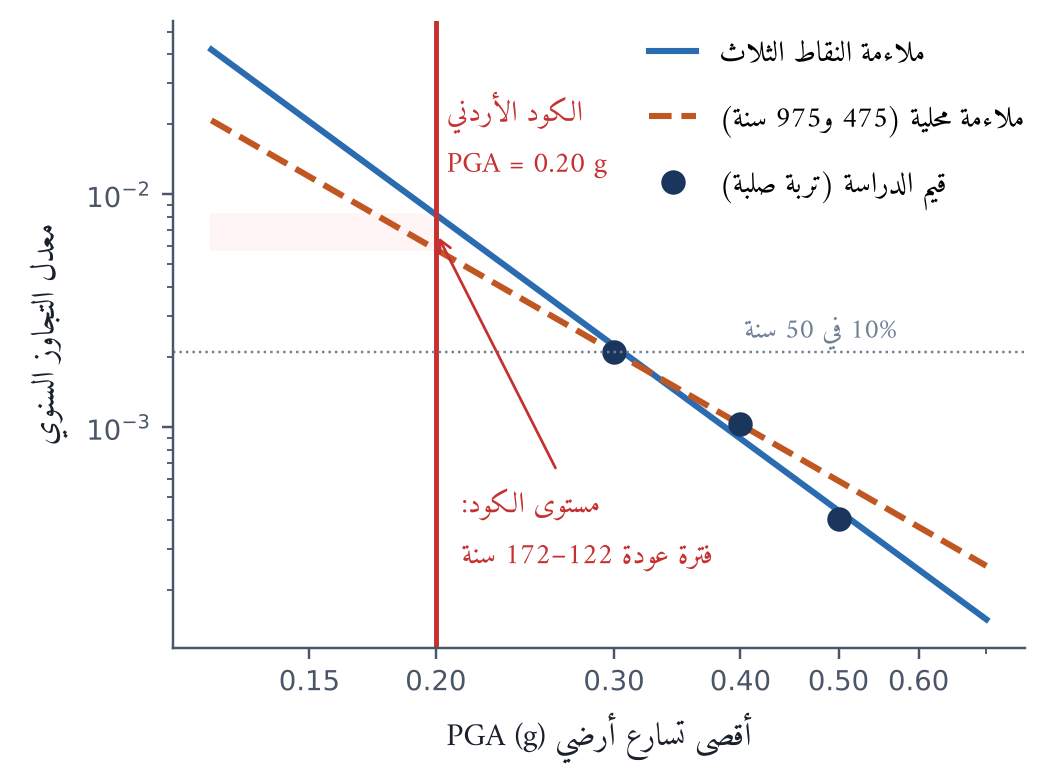 ملاءمة النقاط الثلاث
ملاءمة محلية (475 و975 سنة)
قيم الدراسة (تربة صلبة)
الكود الأردني
PGA = 0.20 g
10% في 50 سنة
مستوى الكود:
فترة عودة 122–172 سنة
معدل التجاوز السنوي
10⁻²
10⁻³
0.15 0.20 0.30 0.40 0.50 0.60
أقصى تسارع أرضي PGA (g)